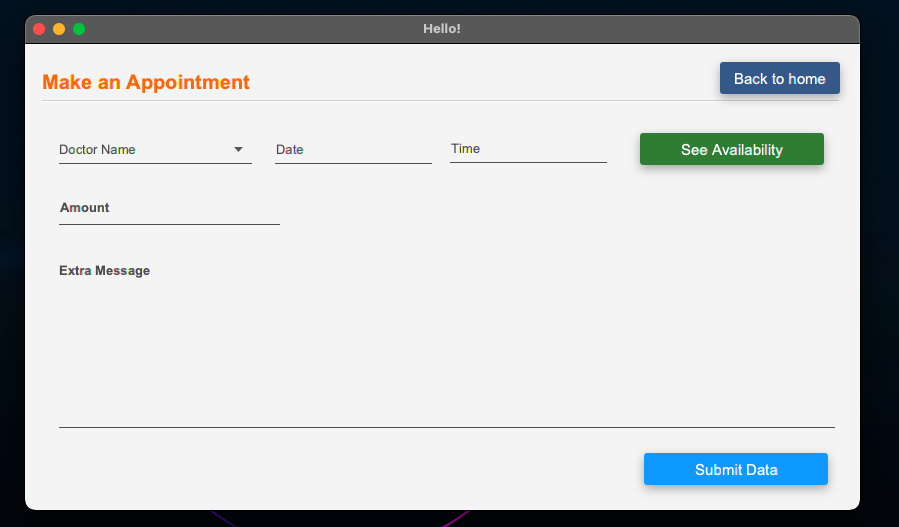 Hello!
Make an Appointment
Back to home
Doctor Name
Date
Time
See Availability
Amount
Extra Message
Submit Data